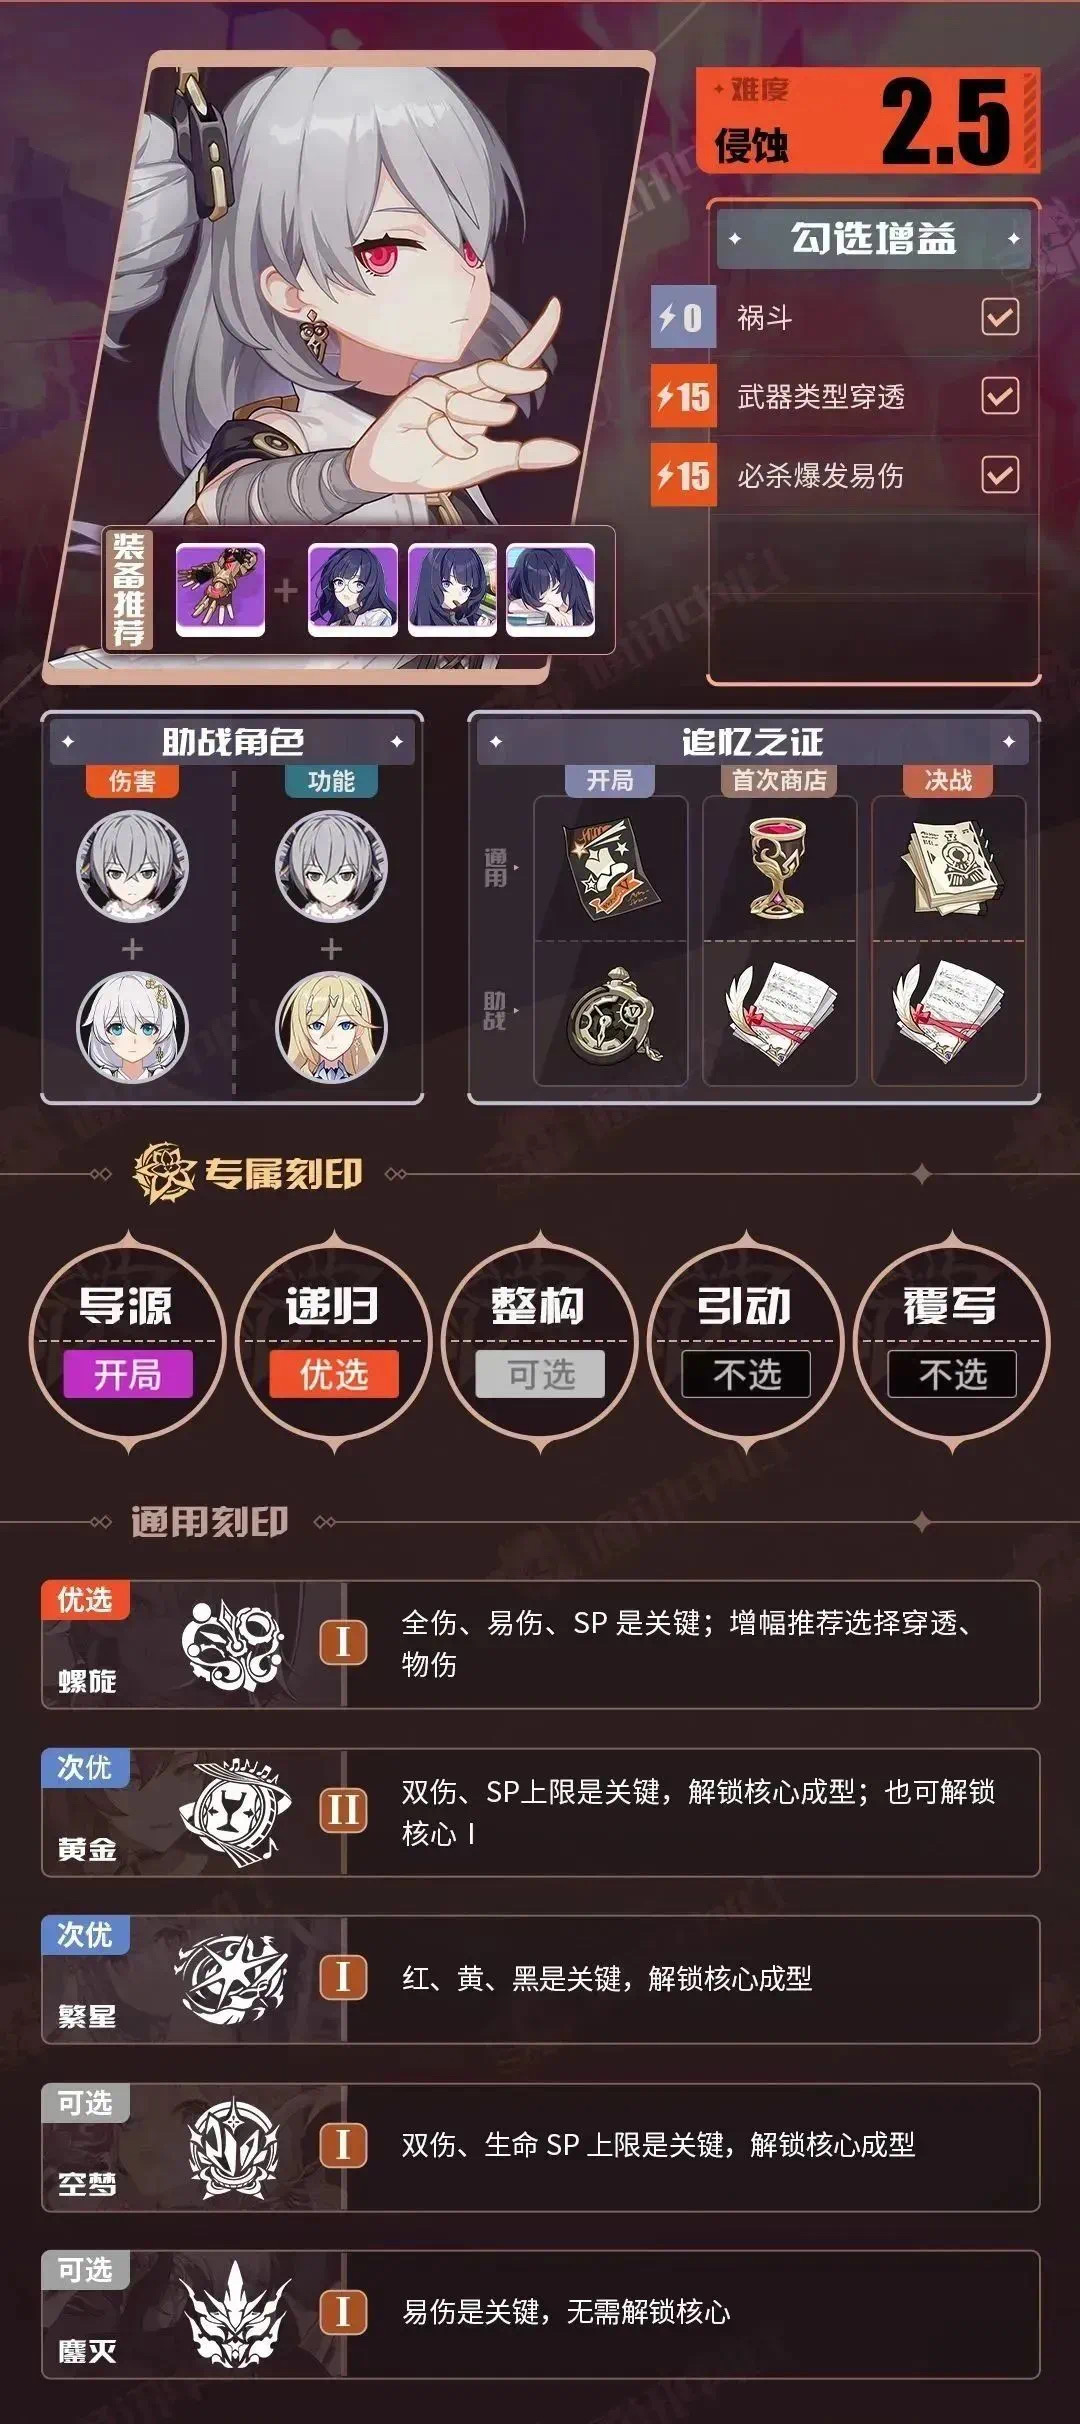 难度
侵蚀
2.5
勾选增益
0
祸斗
15
武器类型穿透
15
必杀爆发易伤
装备推荐
+
助战角色
伤害
功能
+
+
追忆之证
开局
首次商店
决战
通用
助战
专属刻印
导源
开局
递归
优选
整构
可选
引动
不选
覆写
不选
通用刻印
优选
螺旋
I
全伤、易伤、SP 是关键；增幅推荐选择穿透、
物伤
次优
黄金
II
双伤、SP上限是关键，解锁核心成型；也可解锁
核心 I
次优
繁星
I
红、黄、黑是关键，解锁核心成型
可选
空梦
I
双伤、生命 SP 上限是关键，解锁核心成型
可选
鏖灭
I
易伤是关键，无需解锁核心